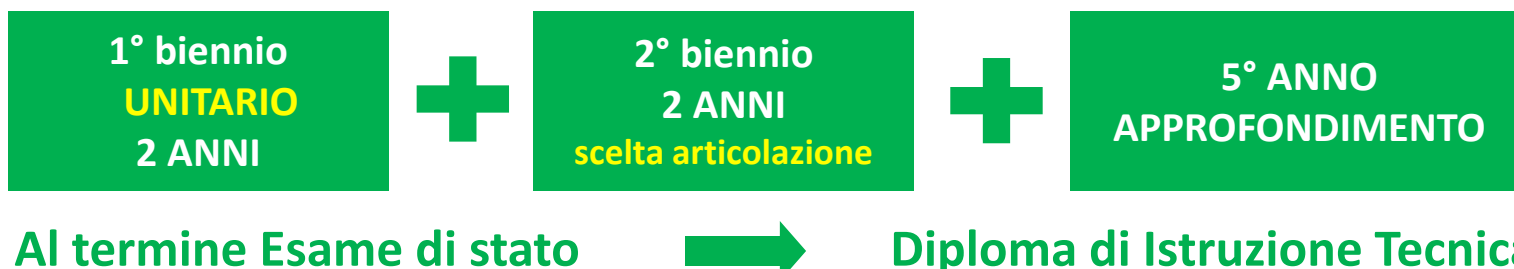 1° biennio
UNITARIO
2 ANNI
2° biennio
2 ANNI
scelta articolazione
5° ANNO
APPROFONDIMENTO
Al termine Esame di stato
Diploma di Istruzione Tecnica